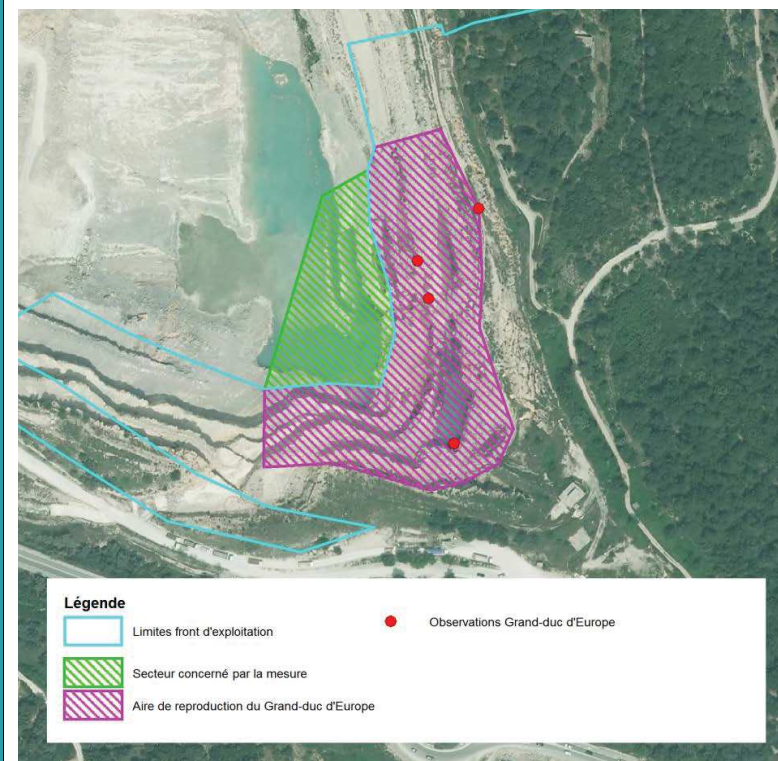 Légende
Limites front d'exploitation
Observations Grand-duc d'Europe
Secteur concerné par la mesure
Aire de reproduction du Grand-duc d'Europe